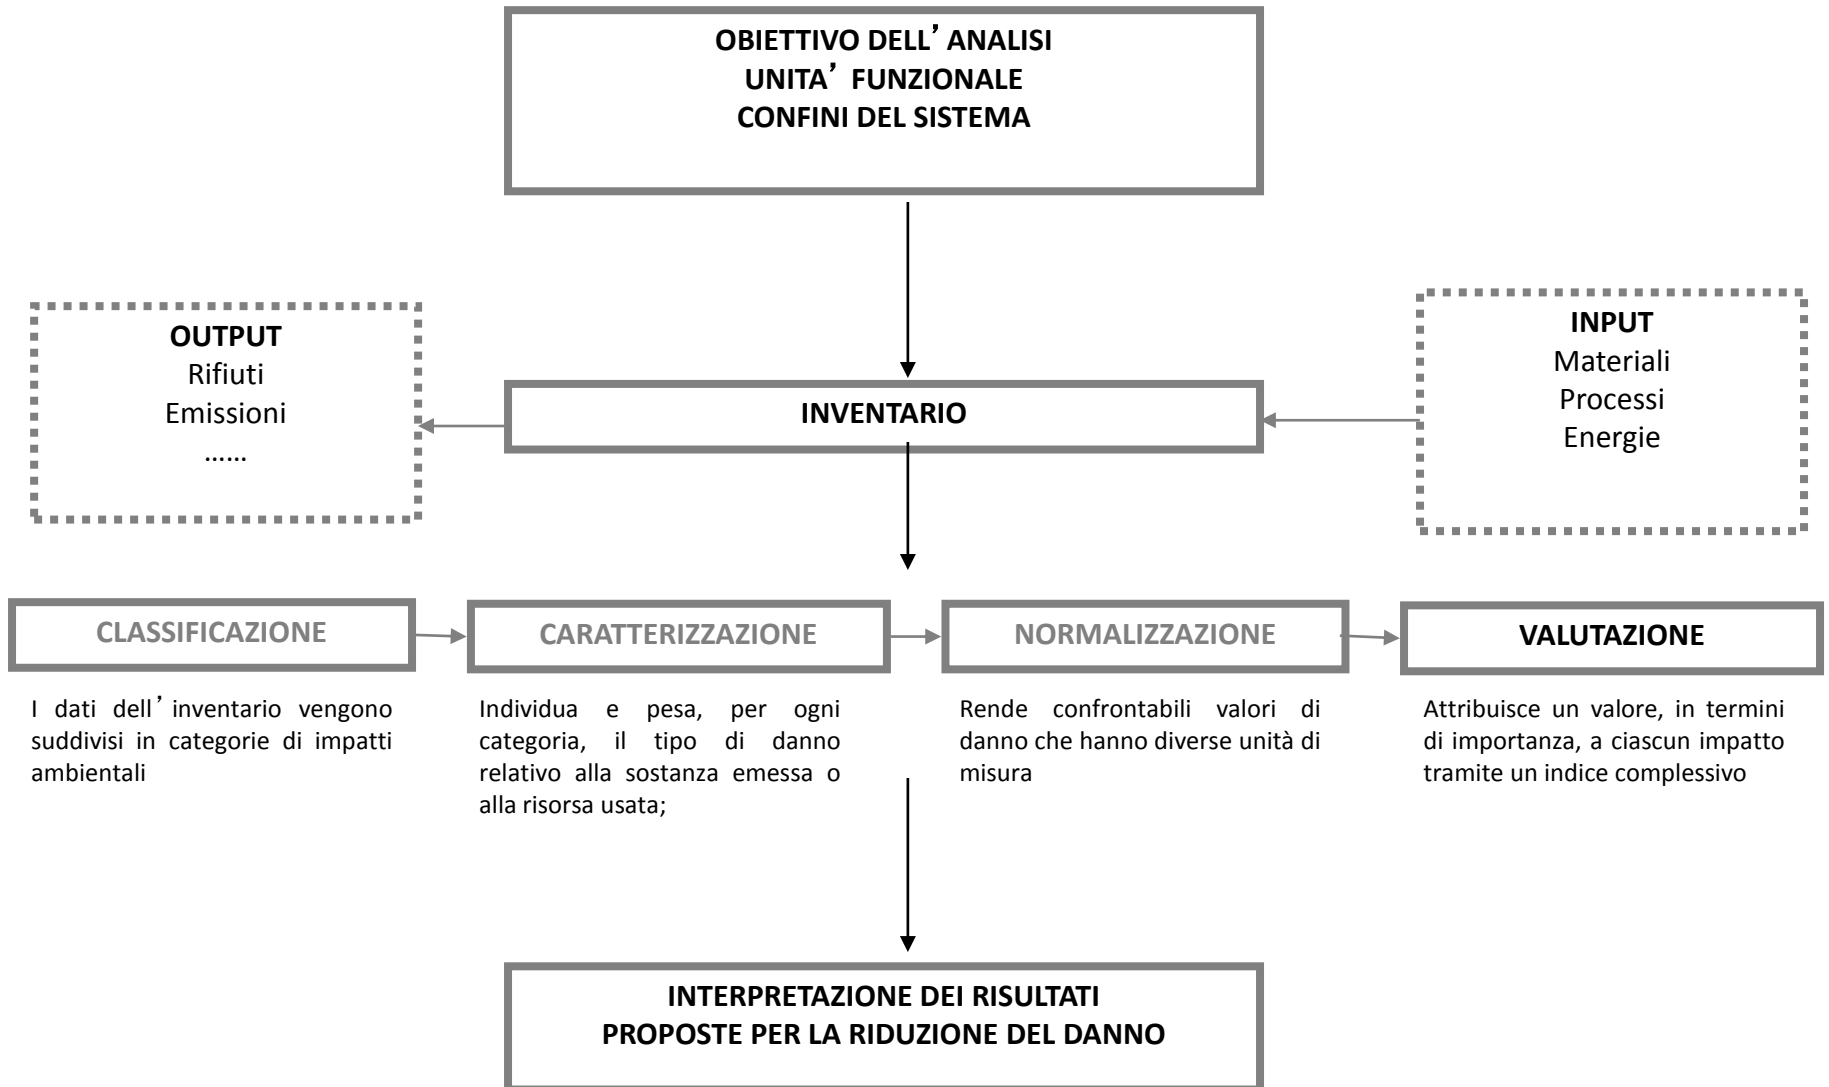 OBIETTIVO DELL’ANALISI
UNITA’ FUNZIONALE
CONFINI DEL SISTEMA
OUTPUT
Rifiuti
Emissioni
……
INVENTARIO
INPUT
Materiali
Processi
Energie
CLASSIFICAZIONE
CARATTERIZZAZIONE
NORMALIZZAZIONE
VALUTAZIONE
I dati dell’inventario vengono
suddivisi in categorie di impatti
ambientali
Individua e pesa, per ogni
categoria, il tipo di danno
relativo alla sostanza emessa o
alla risorsa usata;
Rende confrontabili valori di
danno che hanno diverse unità di
misura
Attribuisce un valore, in termini
di importanza, a ciascun impatto
tramite un indice complessivo
INTERPRETAZIONE DEI RISULTATI
PROPOSTE PER LA RIDUZIONE DEL DANNO